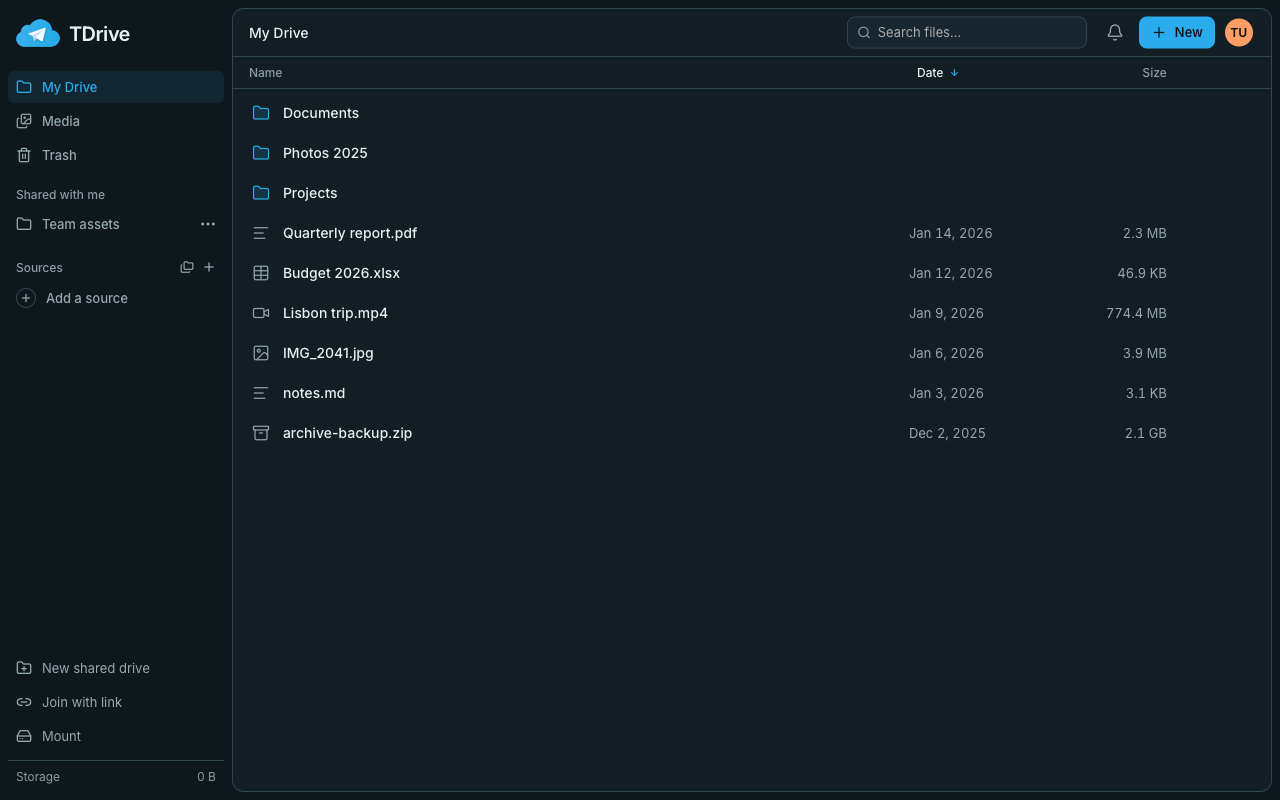 TDrive
My Drive
Media
Trash
Shared with me
Team assets
Sources
Add a source
New shared drive
Join with link
Mount
Storage 0 B
My Drive
Search files...
New
TU
Name Date Size
Documents
Photos 2025
Projects
Quarterly report.pdf Jan 14, 2026 2.3 MB
Budget 2026.xlsx Jan 12, 2026 46.9 KB
Lisbon trip.mp4 Jan 9, 2026 774.4 MB
IMG_2041.jpg Jan 6, 2026 3.9 MB
notes.md Jan 3, 2026 3.1 KB
archive-backup.zip Dec 2, 2025 2.1 GB